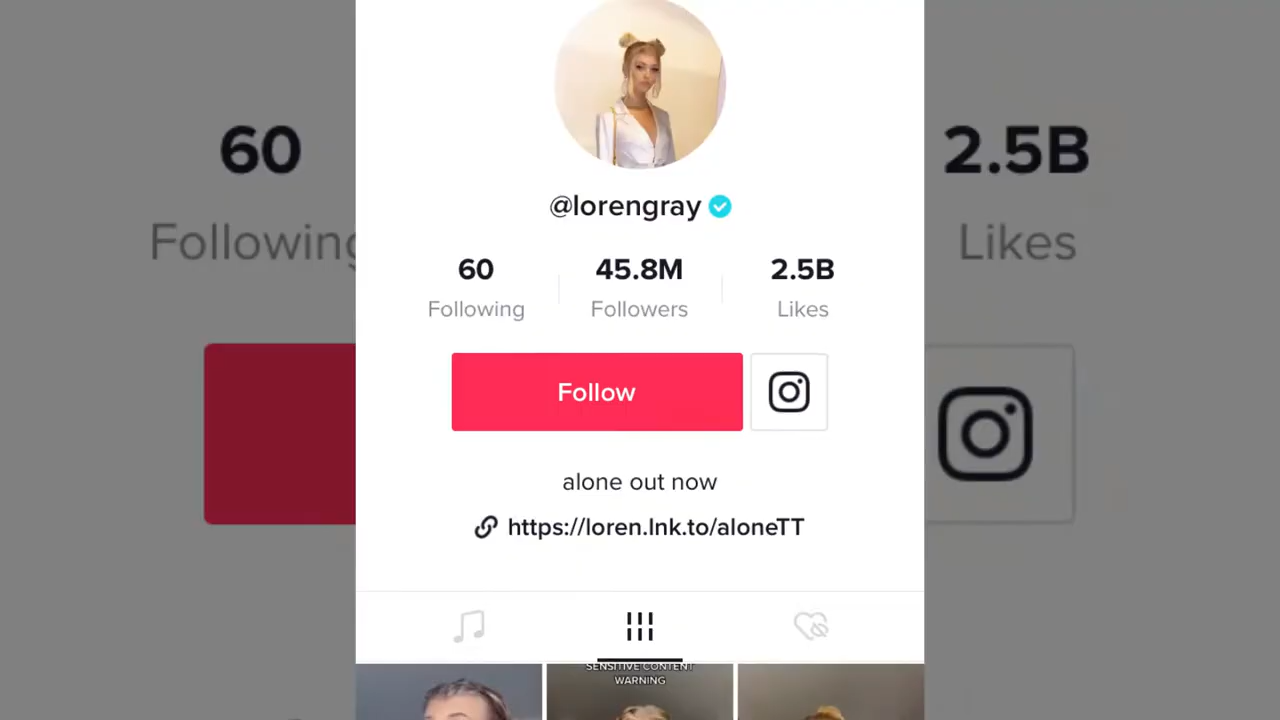 @lorengray
60 45.8M 2.5B
Following Followers Likes
Follow
alone out now
https://loren.lnk.to/aloneTT
SENSITIVE CONTENT
WARNING
60
Following
2.5B
Likes